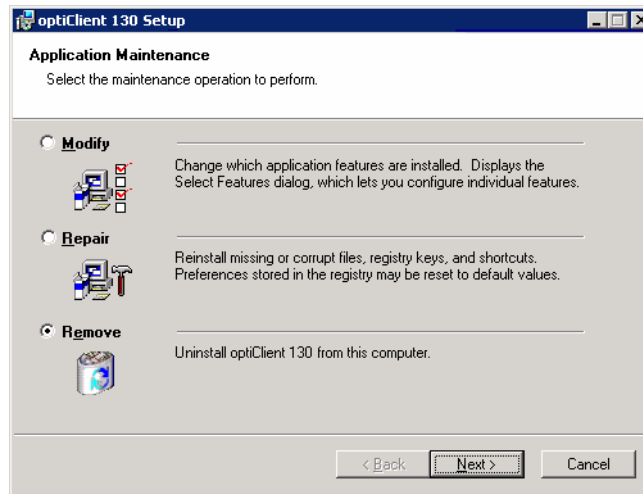 optiClient 130 Setup
Application Maintenance
Select the maintenance operation to perform.
Modify
Change which application features are installed. Displays the
Select Features dialog, which lets you configure individual features.
Repair
Reinstall missing or corrupt files, registry keys, and shortcuts.
Preferences stored in the registry may be reset to default values.
Remove
Uninstall optiClient 130 from this computer.
< Back
Next >
Cancel